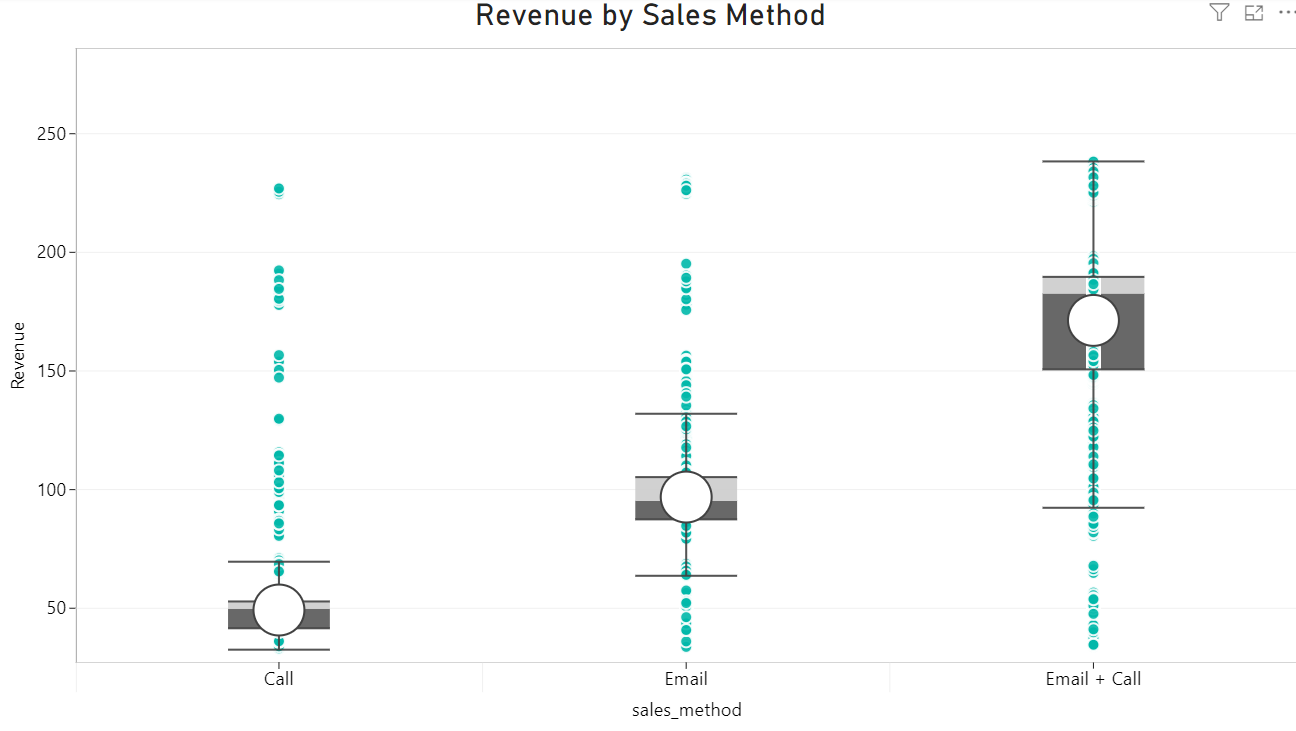 Revenue by Sales Method
250
200
150
100
50
Revenue
Call
Email
Email + Call
sales_method